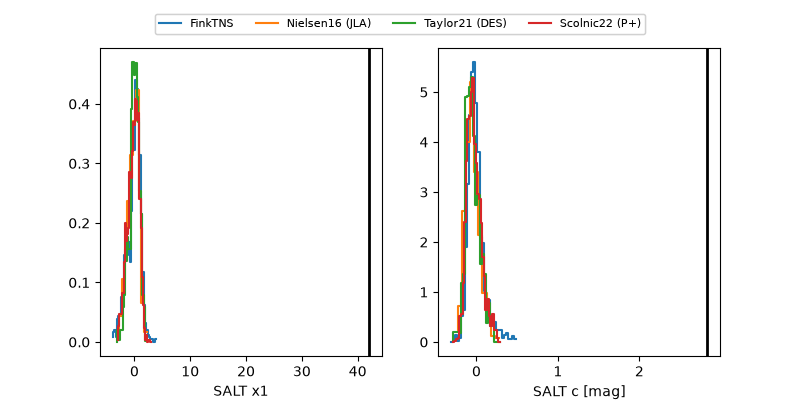 FinkTNS Nielsen16 (JLA) Taylor21 (DES) Scolnic22 (P+)
0.4
0.3
0.2
0.1
0.0
0 10 20 30 40
SALT x1
5
4
3
2
1
0
0 1 2
SALT c [mag]